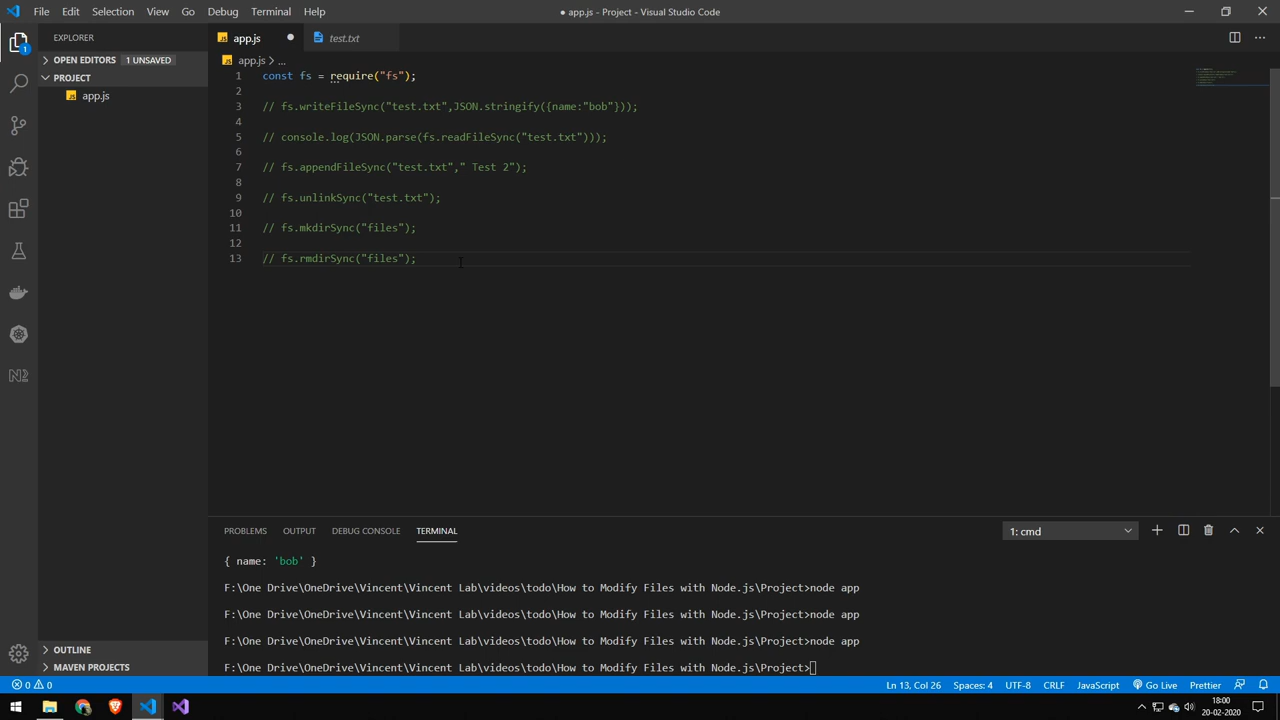 File Edit Selection View Go Debug Terminal Help
● app.js - Project - Visual Studio Code
EXPLORER
OPEN EDITORS 1 UNSAVED
PROJECT
JS app.js
1
JS app.js ●
test.txt
JS app.js > ...
1 const fs = require("fs");
2
3 // fs.writeFileSync("test.txt",JSON.stringify({name:"bob"}));
4
5 // console.log(JSON.parse(fs.readFileSync("test.txt")));
6
7 // fs.appendFileSync("test.txt"," Test 2");
8
9 // fs.unlinkSync("test.txt");
10
11 // fs.mkdirSync("files");
12
13 // fs.rmdirSync("files");
PROBLEMS OUTPUT DEBUG CONSOLE TERMINAL
1: cmd
{ name: 'bob' }
F:\One Drive\OneDrive\Vincent\Vincent Lab\videos\todo\How to Modify Files with Node.js\Project>node app
F:\One Drive\OneDrive\Vincent\Vincent Lab\videos\todo\How to Modify Files with Node.js\Project>node app
F:\One Drive\OneDrive\Vincent\Vincent Lab\videos\todo\How to Modify Files with Node.js\Project>node app
F:\One Drive\OneDrive\Vincent\Vincent Lab\videos\todo\How to Modify Files with Node.js\Project>
N2
OUTLINE
MAVEN PROJECTS
0 0
Ln 13, Col 26 Spaces: 4 UTF-8 CRLF JavaScript Go Live Prettier
18:00
20-02-2020